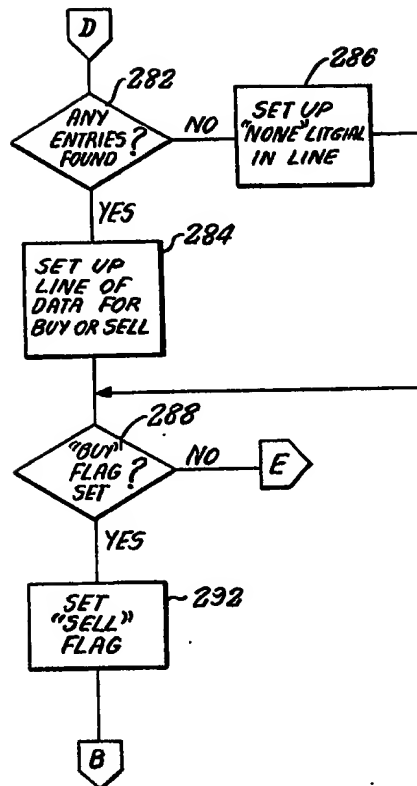 D
282
ANY
ENTRIES
FOUND?
NO
286
SET UP
"NONE" LITGIAL
IN LINE
YES
284
SET UP
LINE OF
DATA FOR
BUY OR SELL
288
"BUY"
FLAG
SET?
NO
E
YES
292
SET
"SELL"
FLAG
B